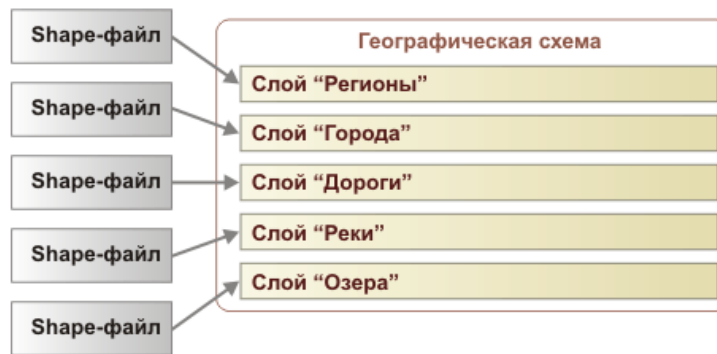 Shape-файл
Географическая схема
Слой “Регионы”
Shape-файл
Слой “Города”
Shape-файл
Слой “Дороги”
Shape-файл
Слой “Реки”
Shape-файл
Слой “Озера”